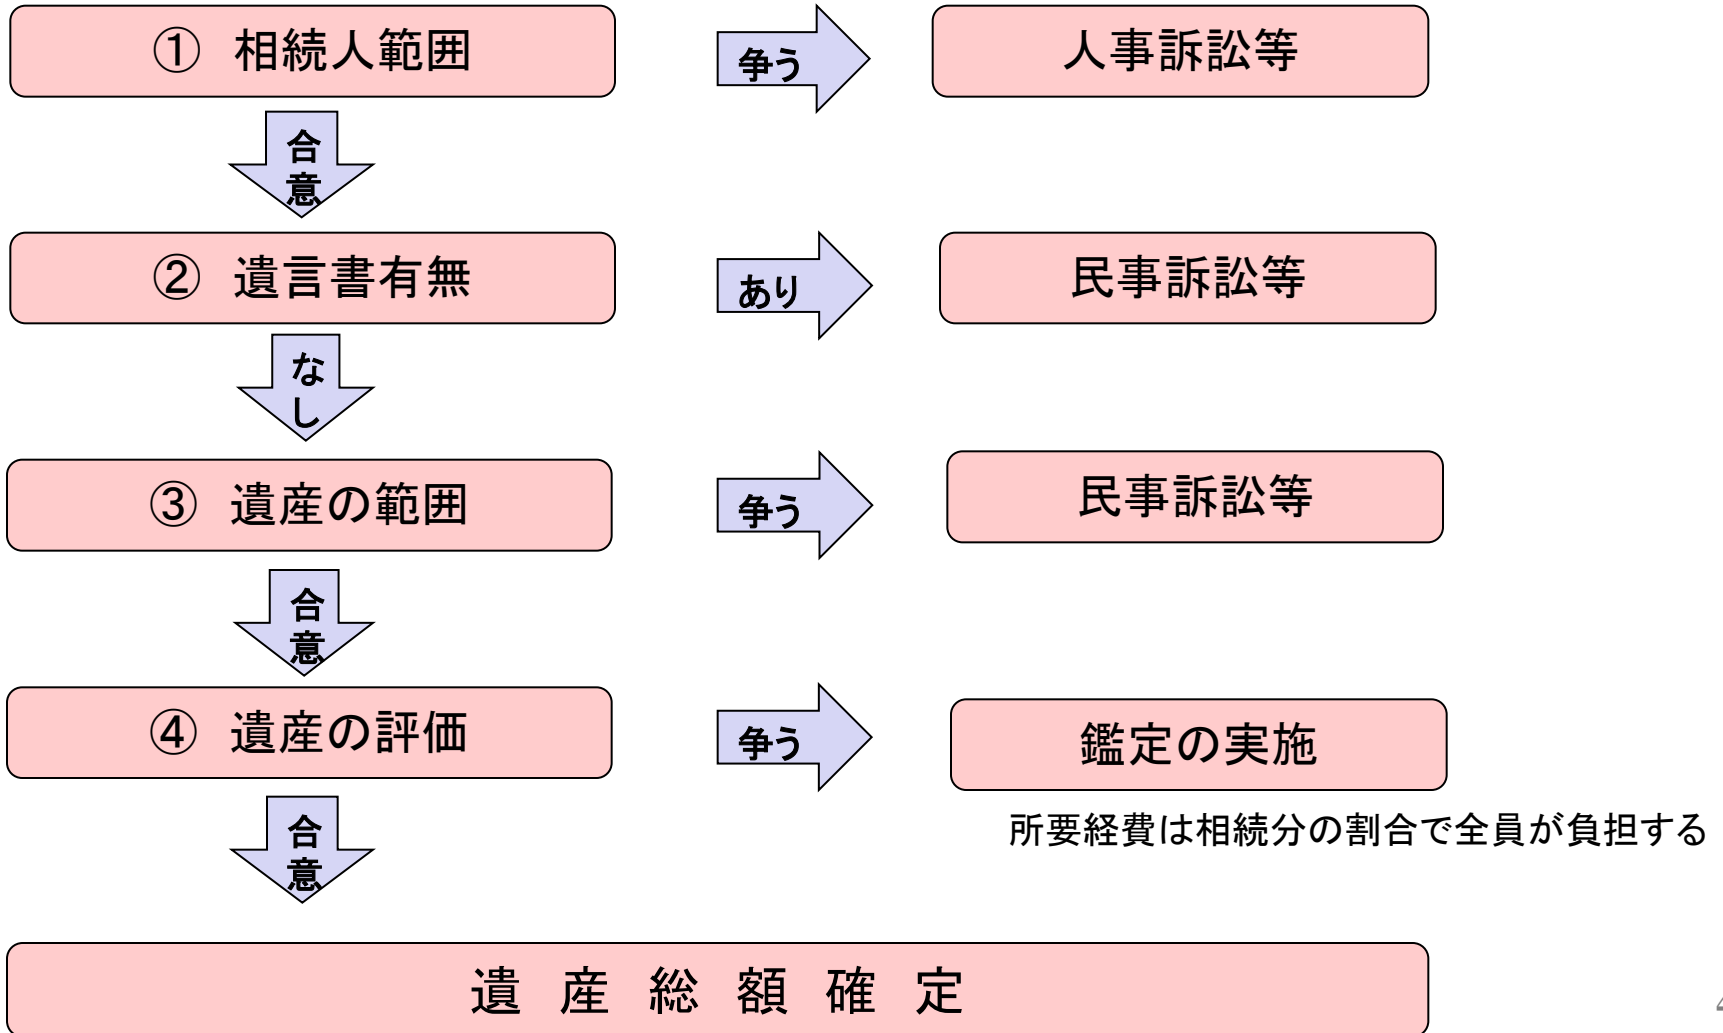 ① 相続人範囲
争う
人事訴訟等
合意
② 遺言書有無
あり
民事訴訟等
なし
③ 遺産の範囲
争う
民事訴訟等
合意
④ 遺産の評価
争う
鑑定の実施
所要経費は相続分の割合で全員が負担する
合意
遺 産 総 額 確 定